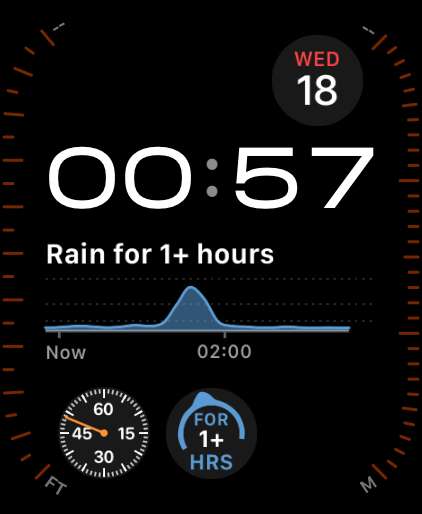 --
--
WED
18
00:57
Rain for 1+ hours
Now
02:00
60
45
15
30
FOR
1+
HRS
FT
M